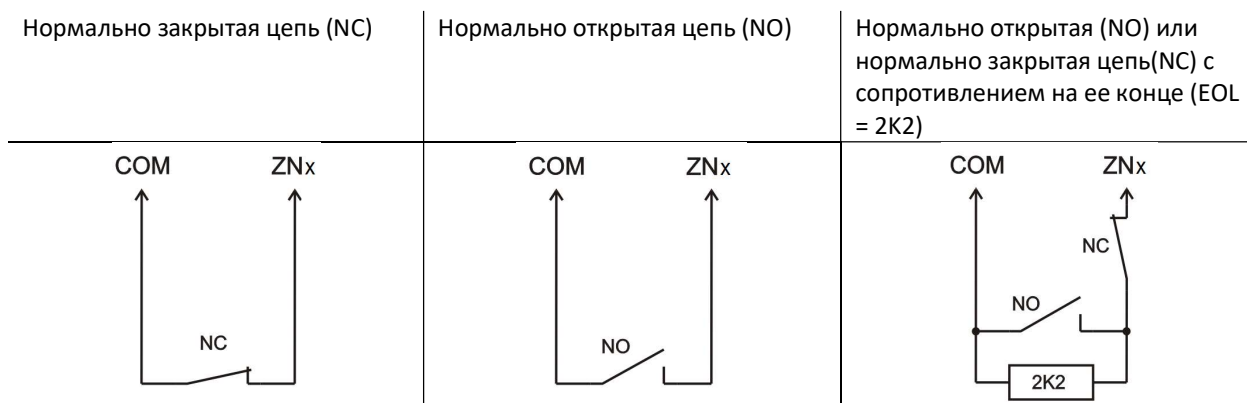 Нормально закрытая цепь (NC)
Нормально открытая цепь (NO)
Нормально открытая (NO) или
нормально закрытая цепь(NC) с
сопротивлением на ее конце (EOL
= 2K2)
COM ZNx
NC
COM ZNx
NO
COM ZNx
NC
NO
2K2